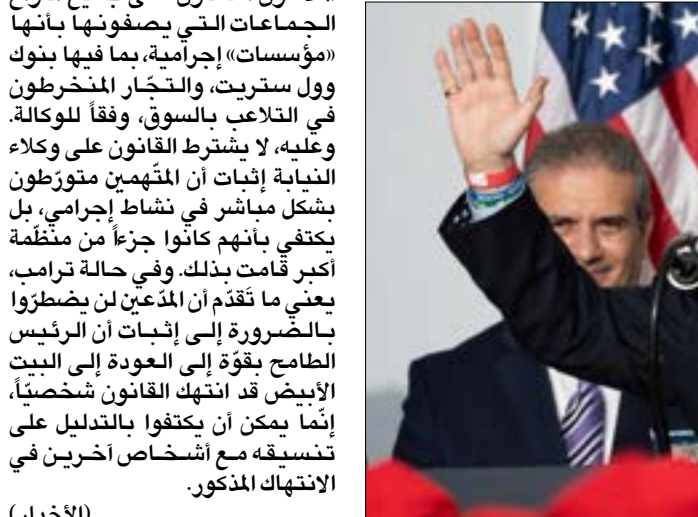 الجماعات التي يصفونها بأنها
«مؤسسات» إجرامية، بما فيها بنوك
وول ستريت، والتجّار المنخرطون
في التلاعب بالسوق، وفقاً للوكالة.
وعليه، لا يشترط القانون على وكلاء
النيابة إثبات أن المتّهمين متورّطون
بشكل مباشر في نشاط إجرامي، بل
يكتفي بأنهم كانوا جزءاً من منظّمة
أكبر قامت بذلك. وفي حالة ترامب،
يعني ما تَقدّم أن المدّعين لن يضطرّوا
بالضرورة إلى إثبات أن الرئيس
الطامح بقوّة إلى العودة إلى البيت
الأبيض قد انتهك القانون شخصيّاً،
إنّما يمكن أن يكتفوا بالتدليل على
تنسيقه مع أشخاص آخرين في
الانتهاك المذكور.
(الأخبار)